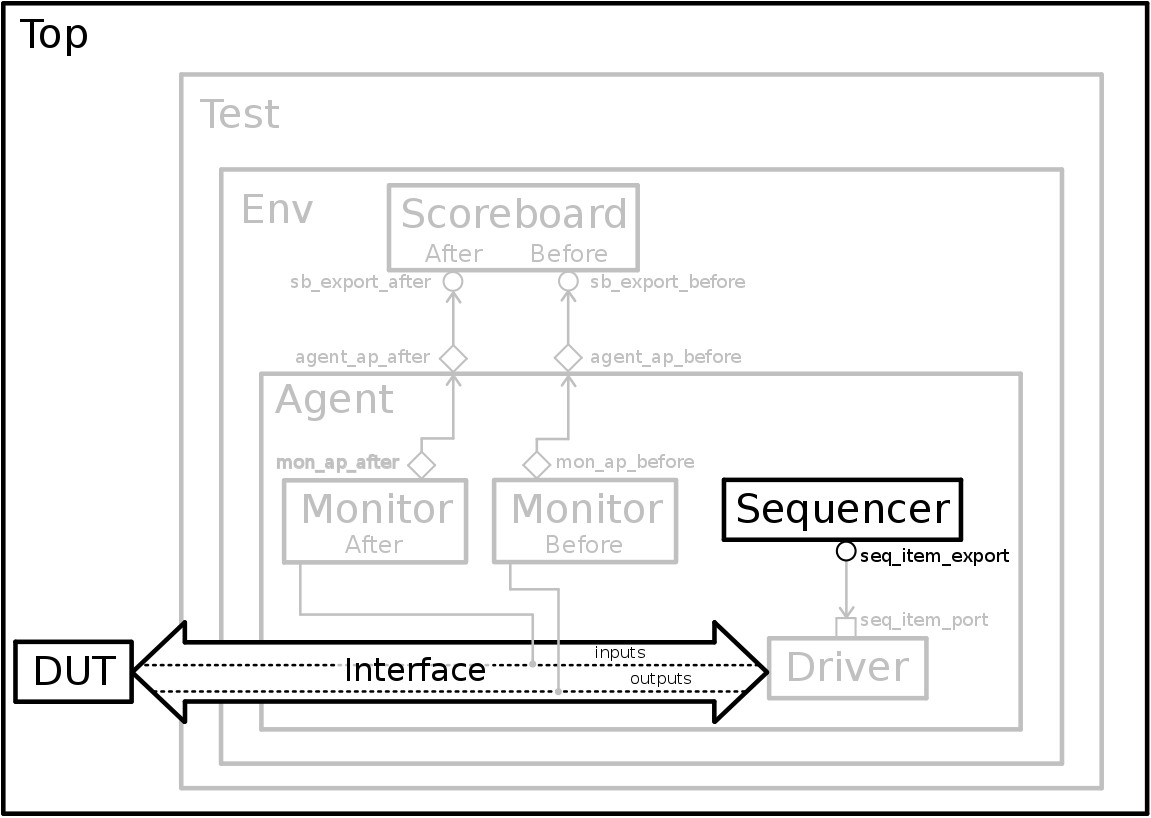 Top
Test
Env
Scoreboard
After Before
sb_export_after sb_export_before
agent_ap_after agent_ap_before
Agent
mon_ap_after mon_ap_before
Monitor Monitor Sequencer
After Before
seq_item_export
seq_item_port
inputs
DUT Interface Driver
outputs